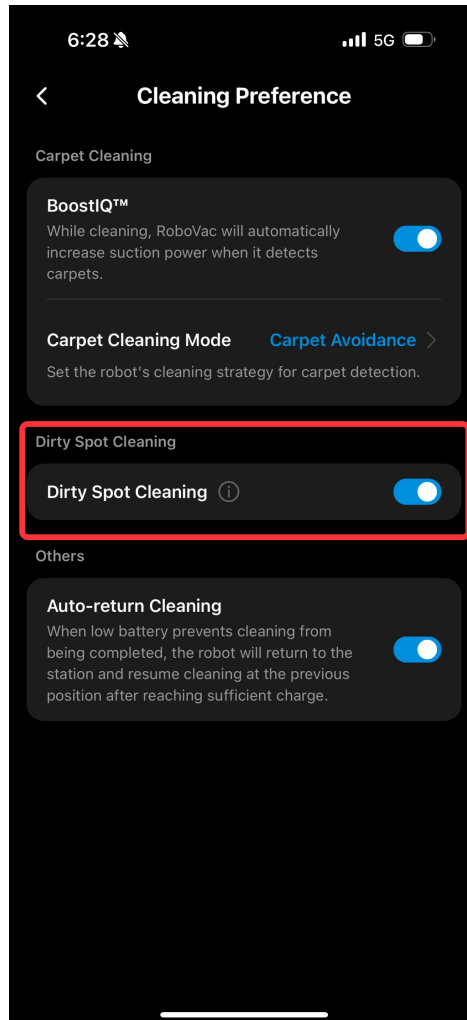 6:28
5G
Cleaning Preference
Carpet Cleaning
BoostIQ™
While cleaning, RoboVac will automatically
increase suction power when it detects
carpets.
Carpet Cleaning Mode Carpet Avoidance
Set the robot's cleaning strategy for carpet detection.
Dirty Spot Cleaning
Dirty Spot Cleaning
Others
Auto-return Cleaning
When low battery prevents cleaning from
being completed, the robot will return to the
station and resume cleaning at the previous
position after reaching sufficient charge.